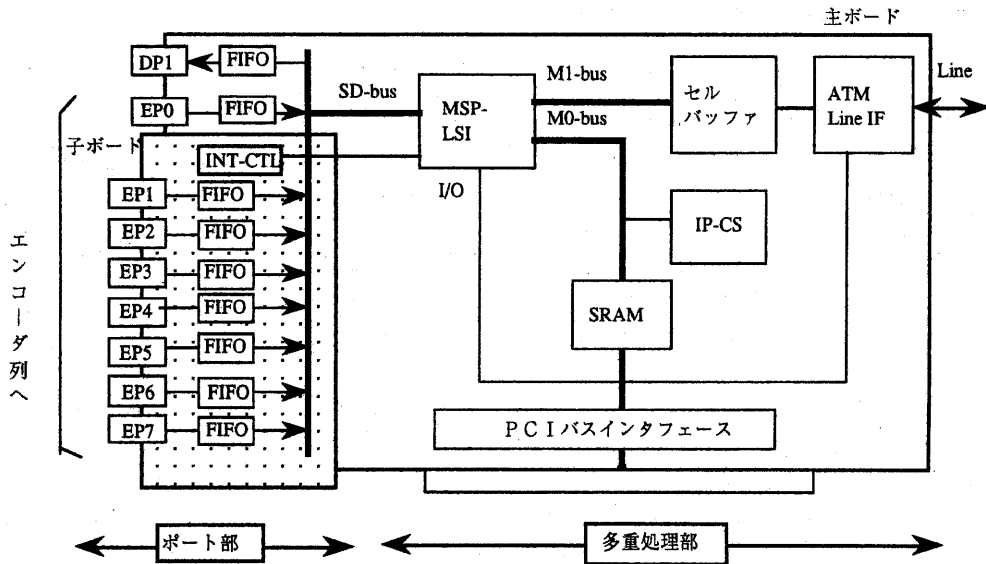 主ボード
DP1
FIFO
EP0
FIFO
SD-bus
MSP-
LSI
M1-bus
M0-bus
I/O
セル
バッファ
ATM
Line IF
Line
子ボード
INT-CTL
EP1
FIFO
EP2
FIFO
EP3
FIFO
EP4
FIFO
EP5
FIFO
EP6
FIFO
EP7
FIFO
エンコーダ列へ
IP-CS
SRAM
PCIバスインタフェース
ポート部
多重処理部